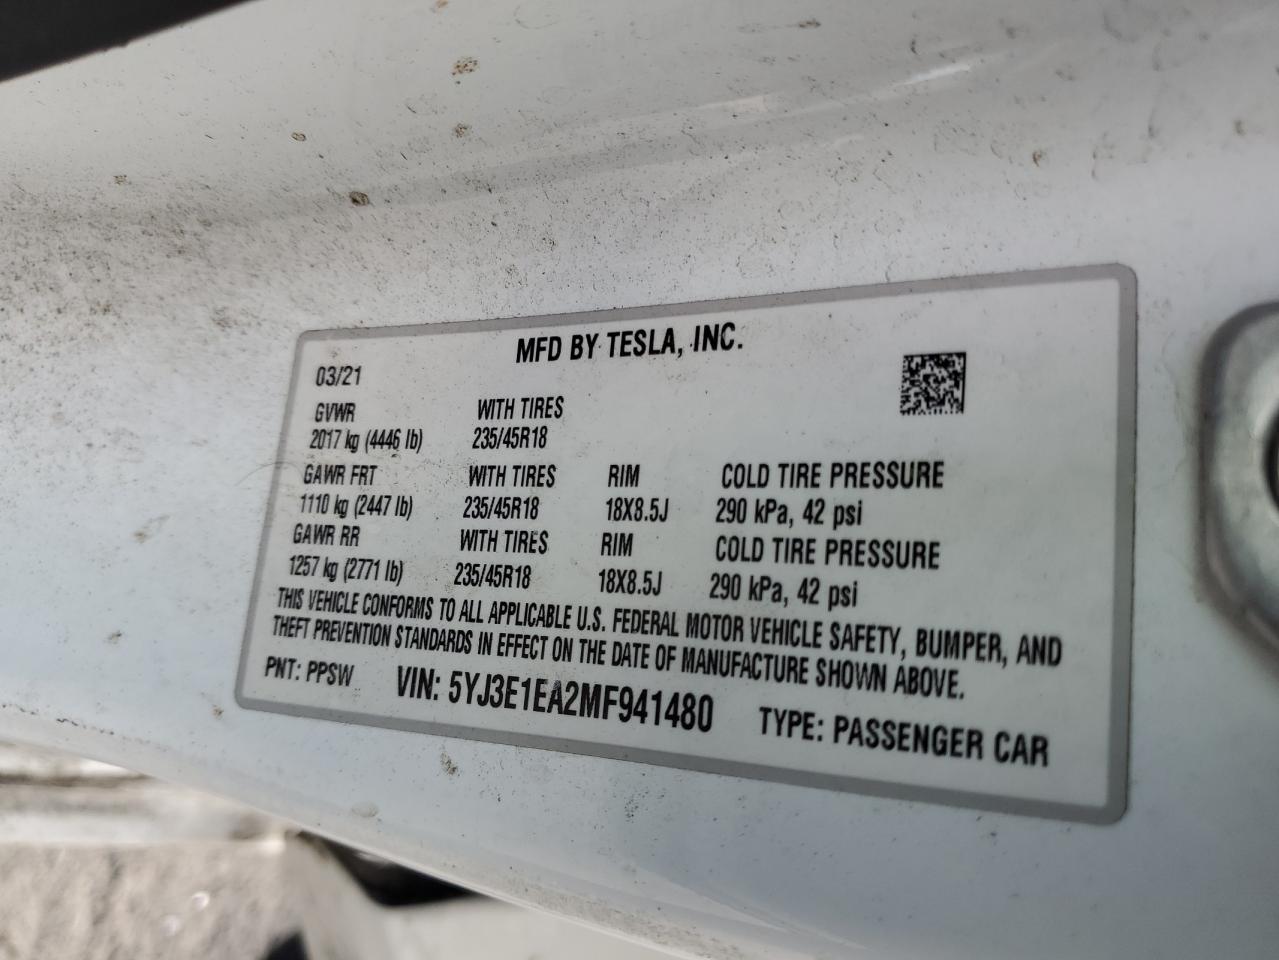 MFD BY TESLA, INC.
03/21
GVWR WITH TIRES
2017 kg (4446 lb) 235/45R18
GAWR FRT WITH TIRES RIM COLD TIRE PRESSURE
1110 kg (2447 lb) 235/45R18 18X8.5J 290 kPa, 42 psi
GAWR RR WITH TIRES RIM COLD TIRE PRESSURE
1257 kg (2771 lb) 235/45R18 18X8.5J 290 kPa, 42 psi
THIS VEHICLE CONFORMS TO ALL APPLICABLE U.S. FEDERAL MOTOR VEHICLE SAFETY, BUMPER, AND
THEFT PREVENTION STANDARDS IN EFFECT ON THE DATE OF MANUFACTURE SHOWN ABOVE.
PNT: PPSW VIN: 5YJ3E1EA2MF941480 TYPE: PASSENGER CAR